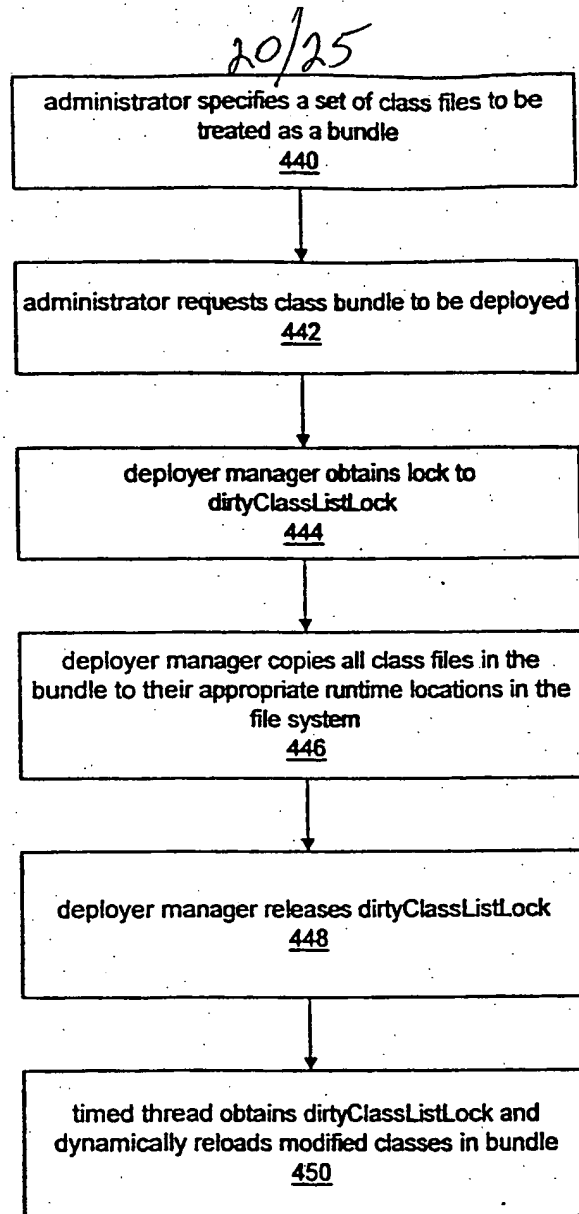 20/25
administrator specifies a set of class files to be
treated as a bundle
440
administrator requests class bundle to be deployed
442
deployer manager obtains lock to
dirtyClassListLock
444
deployer manager copies all class files in the
bundle to their appropriate runtime locations in the
file system
446
deployer manager releases dirtyClassListLock
448
timed thread obtains dirtyClassListLock and
dynamically reloads modified classes in bundle
450